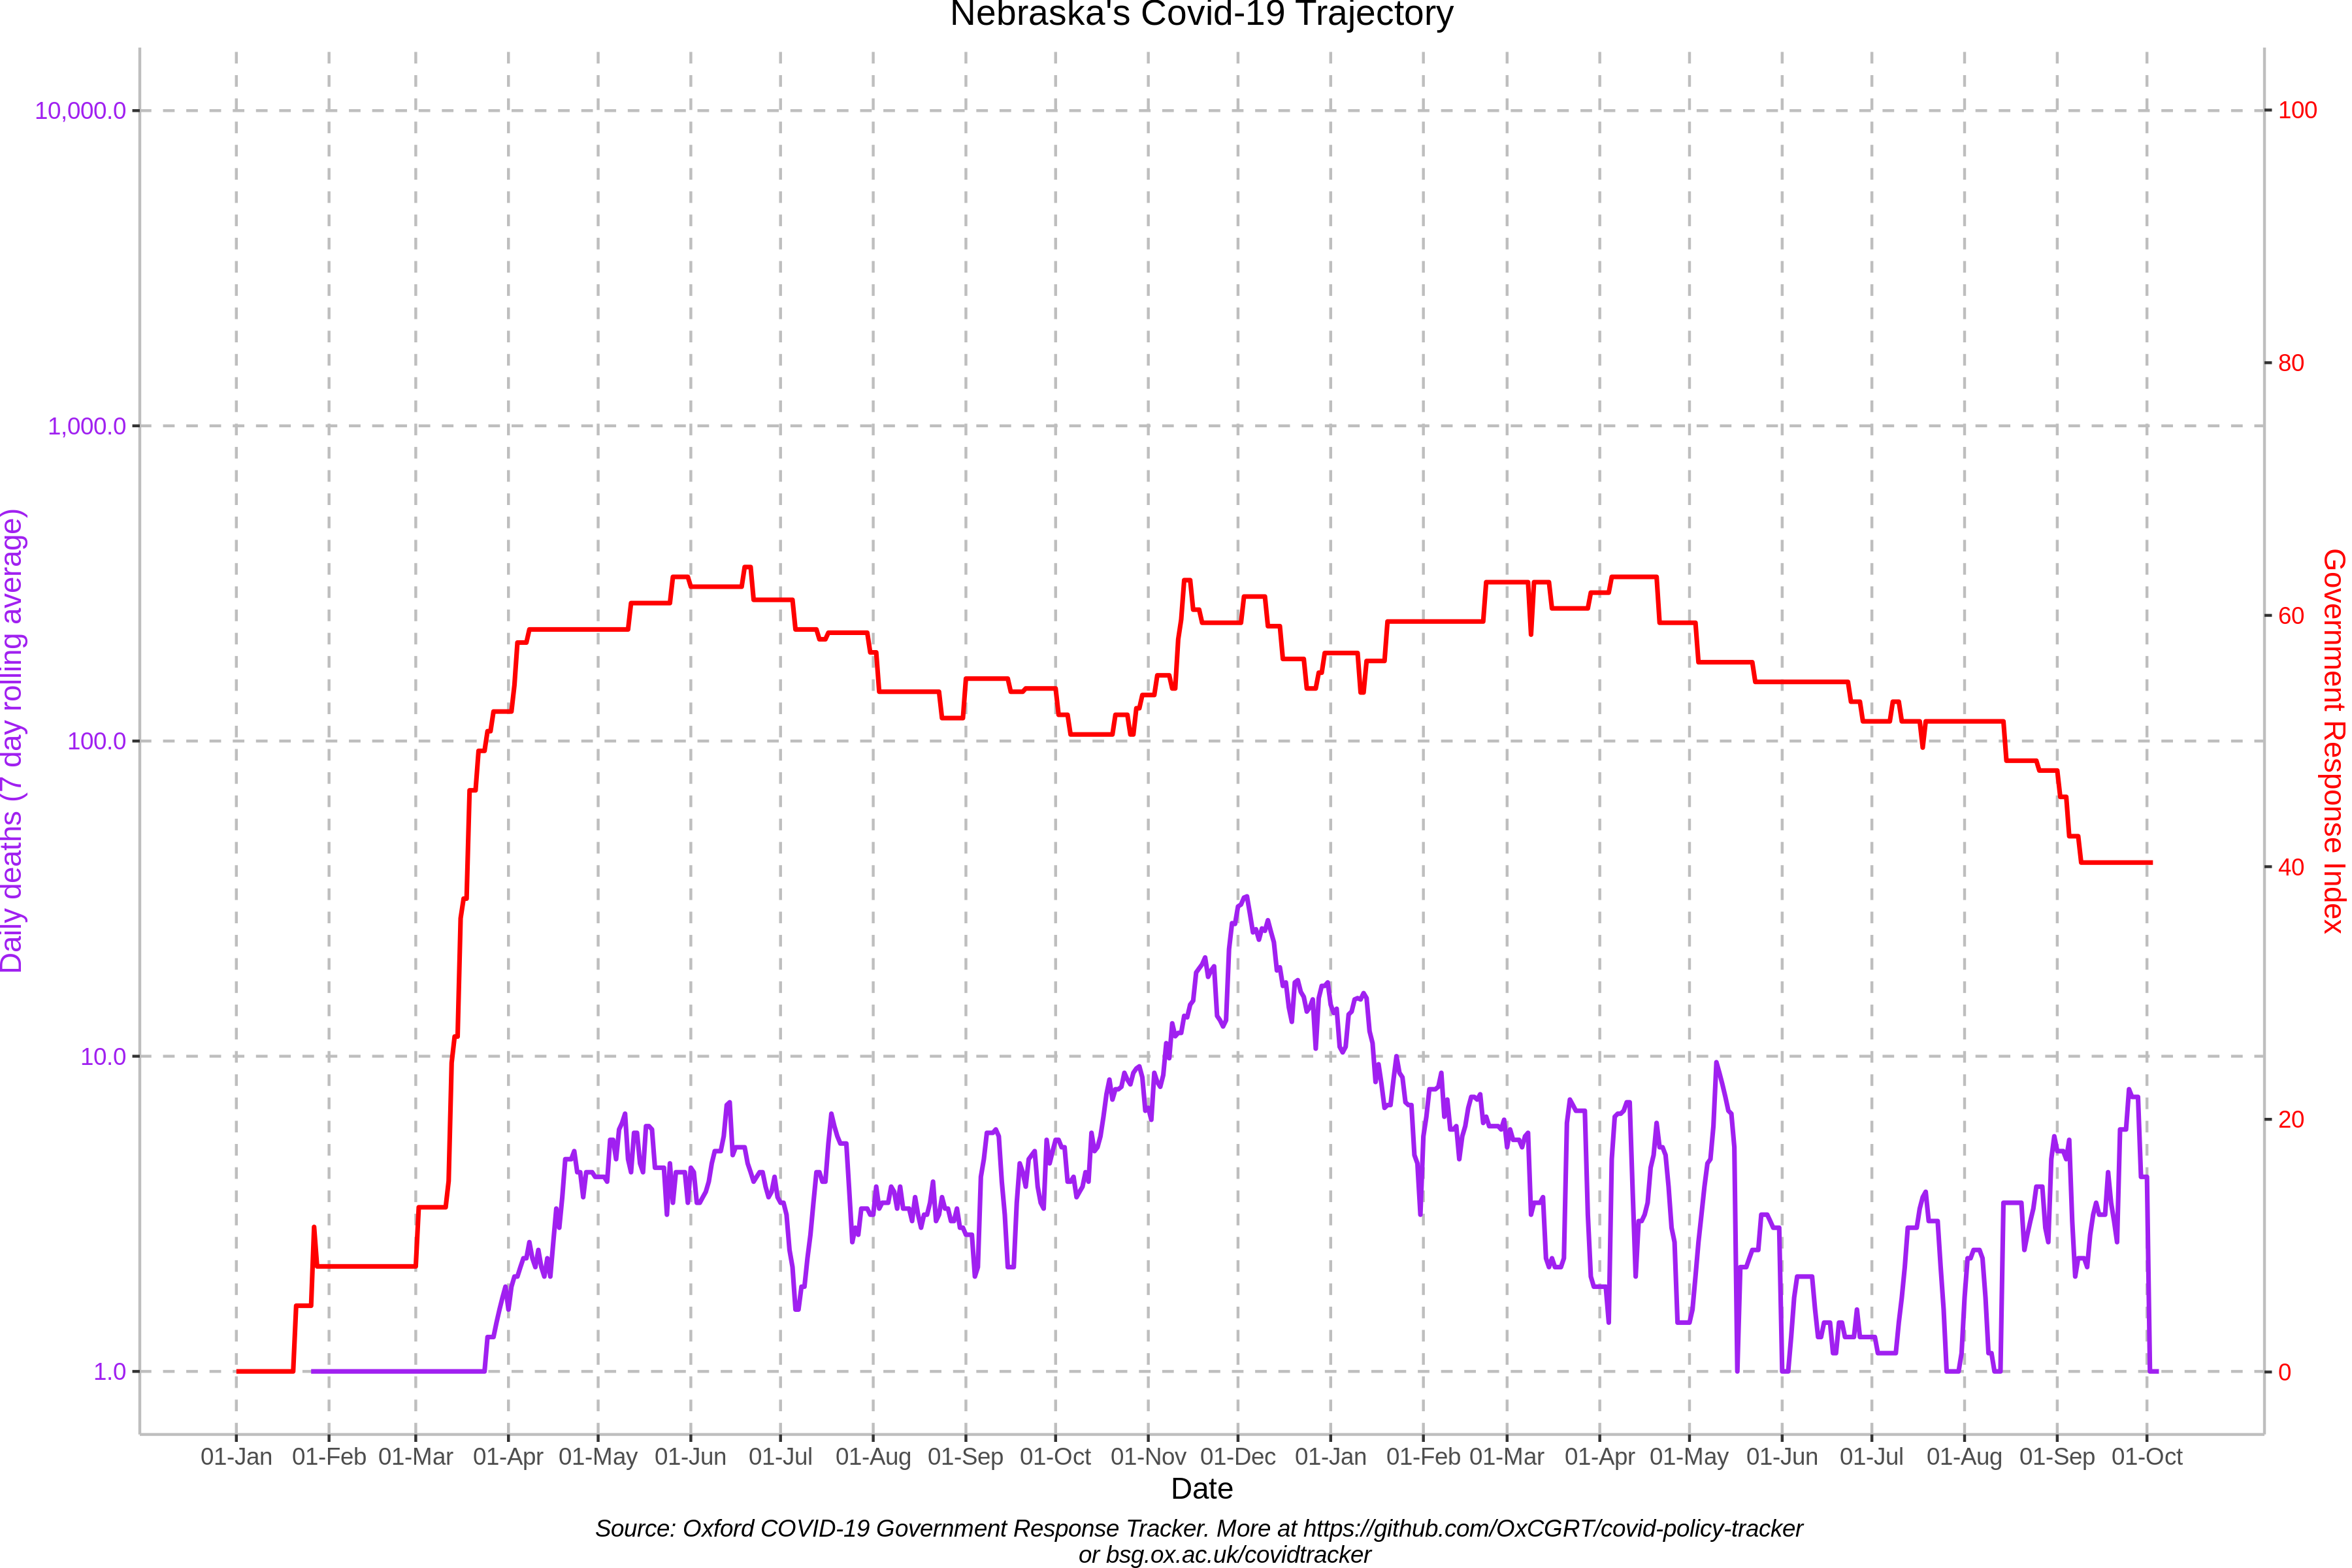 Nebraska's Covid-19 Trajectory
10,000.0
1,000.0
100.0
10.0
1.0
Daily deaths (7 day rolling average)
100
80
60
40
20
0
Government Response Index
01-Jan 01-Feb 01-Mar 01-Apr 01-May 01-Jun 01-Jul 01-Aug 01-Sep 01-Oct 01-Nov 01-Dec 01-Jan 01-Feb 01-Mar 01-Apr 01-May 01-Jun 01-Jul 01-Aug 01-Sep 01-Oct
Date
Source: Oxford COVID-19 Government Response Tracker. More at https://github.com/OxCGRT/covid-policy-tracker
or bsg.ox.ac.uk/covidtracker